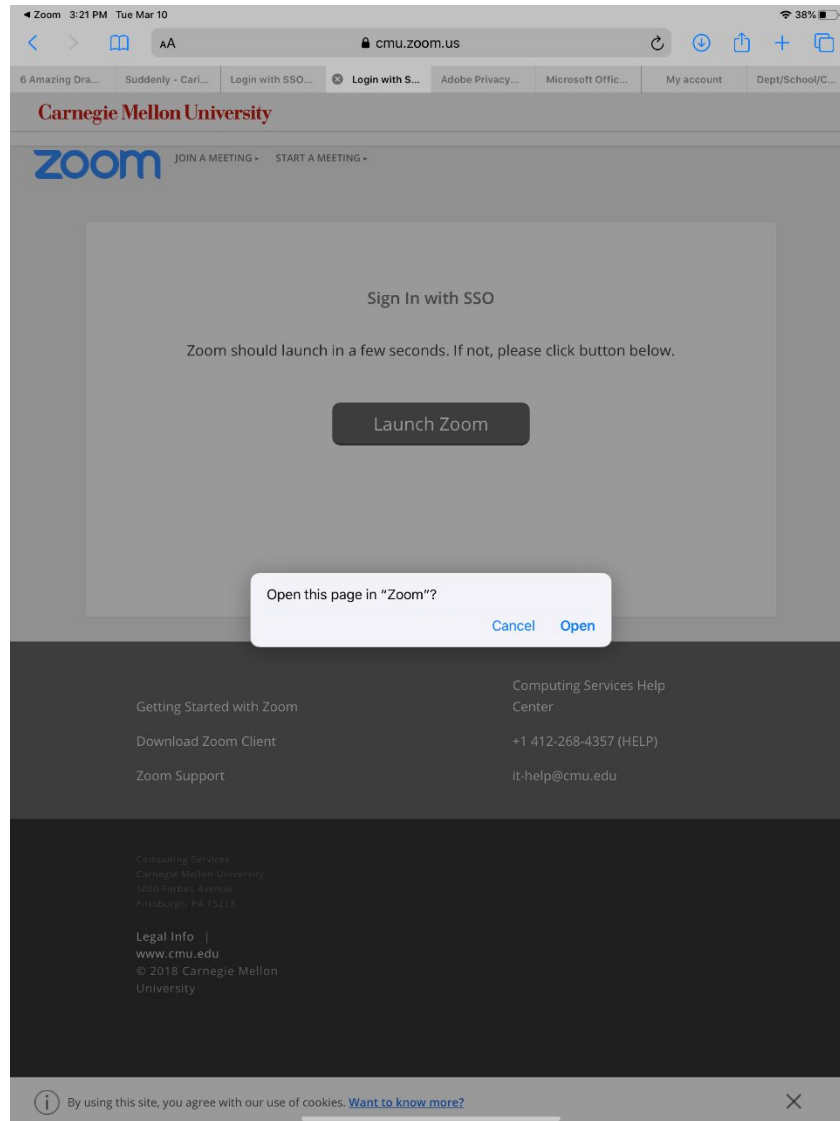 ◄ Zoom 3:21 PM Tue Mar 10 38%
AA cmu.zoom.us
6 Amazing Dra... Suddenly - Cari... Login with SSO... Login with S... Adobe Privacy... Microsoft Offic... My account Dept/School/C...
Carnegie Mellon University
zoom JOIN A MEETING START A MEETING
Sign In with SSO
Zoom should launch in a few seconds. If not, please click button below.
Launch Zoom
Open this page in “Zoom”?
Cancel Open
Getting Started with Zoom
Download Zoom Client
Zoom Support
Computing Services Help
Center
+1 412-268-4357 (HELP)
it-help@cmu.edu
Computing Services
Carnegie Mellon University
5000 Forbes Avenue
Pittsburgh, PA 15213
Legal Info |
www.cmu.edu
© 2018 Carnegie Mellon
University
By using this site, you agree with our use of cookies. Want to know more?